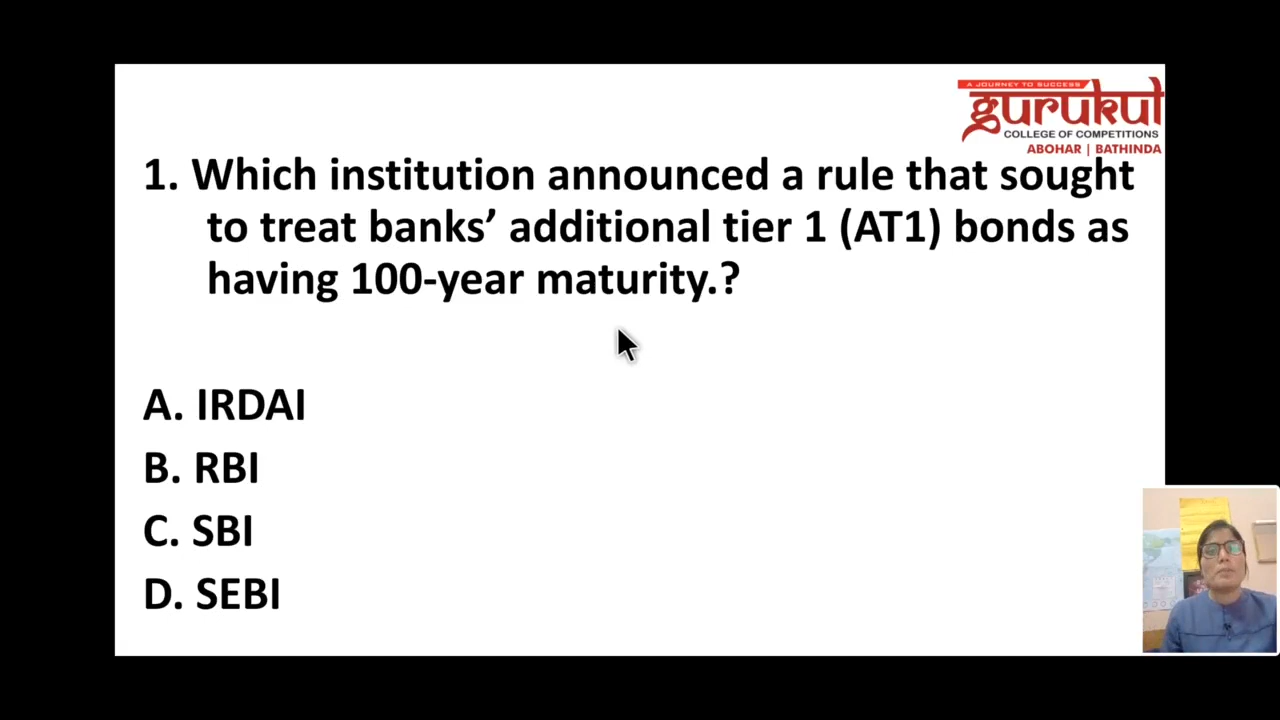 A JOURNEY TO SUCCESS
gurukul
COLLEGE OF COMPETITIONS
ABOHAR | BATHINDA
1. Which institution announced a rule that sought
to treat banks’ additional tier 1 (AT1) bonds as
having 100-year maturity.?
A. IRDAI
B. RBI
C. SBI
D. SEBI